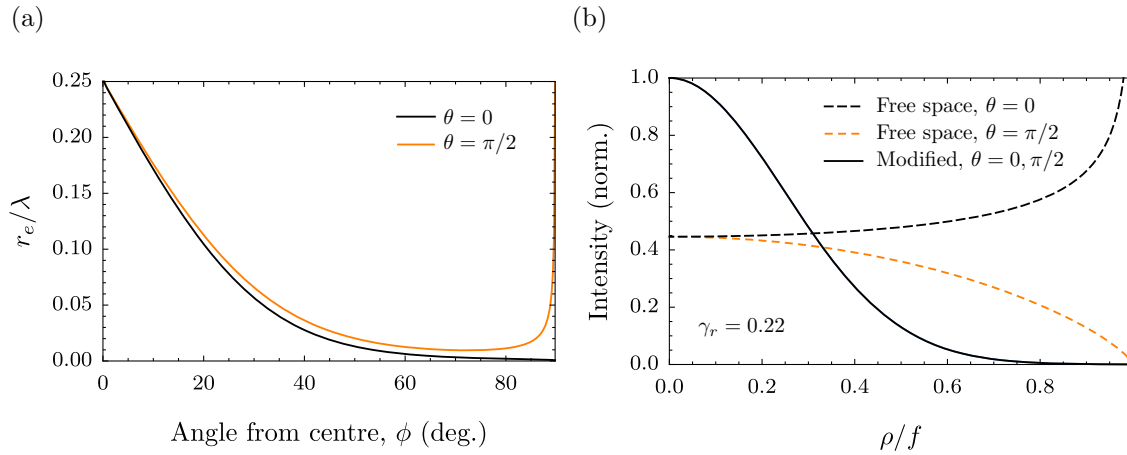 (a)
0.25
0.20
0.15
0.10
0.05
0.00
r_e/λ
θ = 0
θ = π/2
0 20 40 60 80
Angle from centre, ϕ (deg.)
(b)
1.0
0.8
0.6
0.4
0.2
0.0
Intensity (norm.)
Free space, θ = 0
Free space, θ = π/2
Modified, θ = 0, π/2
γ_r = 0.22
0.0 0.2 0.4 0.6 0.8
ρ/f